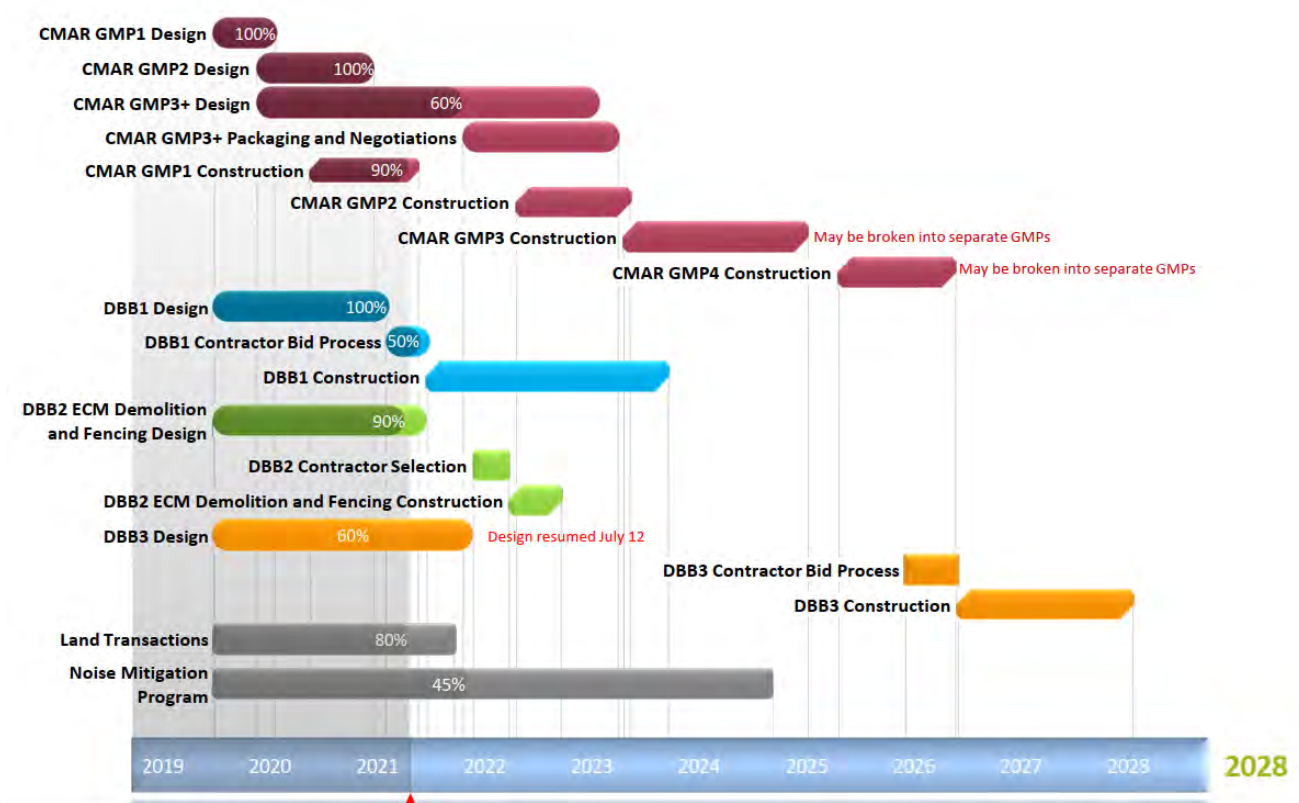 CMAR GMP1 Design
100%
CMAR GMP2 Design
100%
CMAR GMP3+ Design
60%
CMAR GMP3+ Packaging and Negotiations
CMAR GMP1 Construction
90%
CMAR GMP2 Construction
CMAR GMP3 Construction
May be broken into separate GMPs
CMAR GMP4 Construction
May be broken into separate GMPs
DBB1 Design
100%
DBB1 Contractor Bid Process
50%
DBB1 Construction
DBB2 ECM Demolition
and Fencing Design
90%
DBB2 Contractor Selection
DBB2 ECM Demolition and Fencing Construction
DBB3 Design
60%
Design resumed July 12
DBB3 Contractor Bid Process
DBB3 Construction
Land Transactions
80%
Noise Mitigation
Program
45%
2019 2020 2021 2022 2023 2024 2025 2026 2027 2028
2028